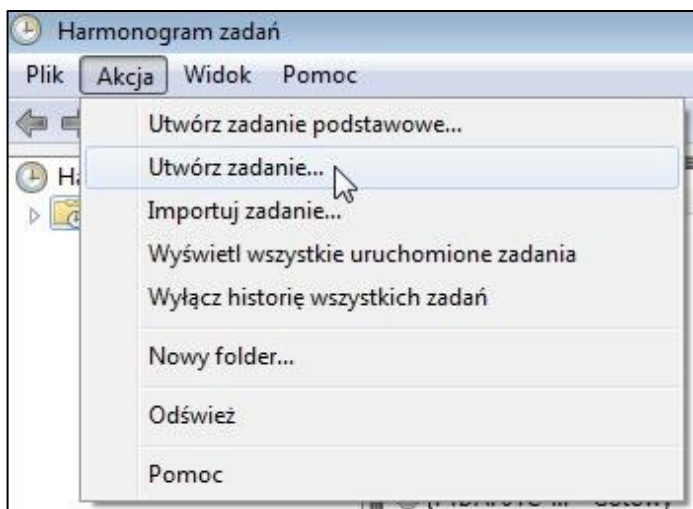 Harmonogram zadań
Plik Akcja Widok Pomoc
Utwórz zadanie podstawowe...
Utwórz zadanie...
Importuj zadanie...
Wyświetl wszystkie uruchomione zadania
Wyłącz historię wszystkich zadań
Nowy folder...
Odśwież
Pomoc